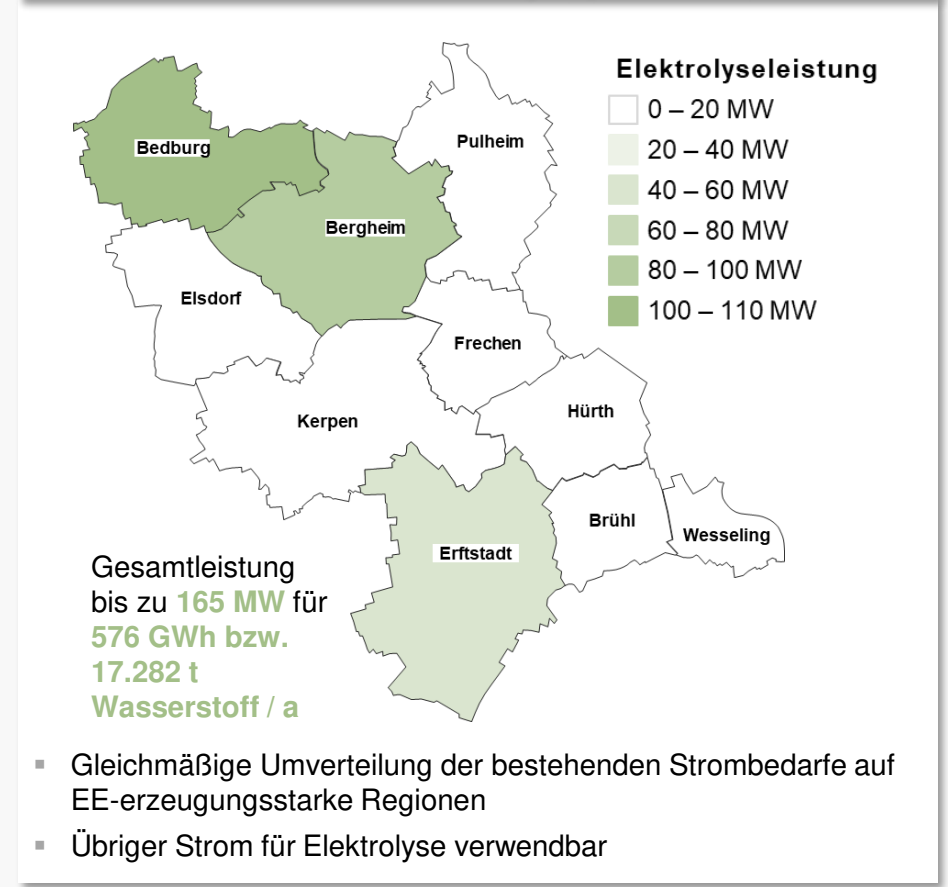 Elektrolyseleistung
0 – 20 MW
20 – 40 MW
40 – 60 MW
60 – 80 MW
80 – 100 MW
100 – 110 MW
Pulheim
Bedburg
Bergheim
Elsdorf
Frechen
Hürth
Kerpen
Brühl
Wesseling
Erftstadt
Gesamtleistung
bis zu 165 MW für
576 GWh bzw.
17.282 t
Wasserstoff / a
▪ Gleichmäßige Umverteilung der bestehenden Strombedarfe auf
EE-erzeugungsstarke Regionen
▪ Übriger Strom für Elektrolyse verwendbar